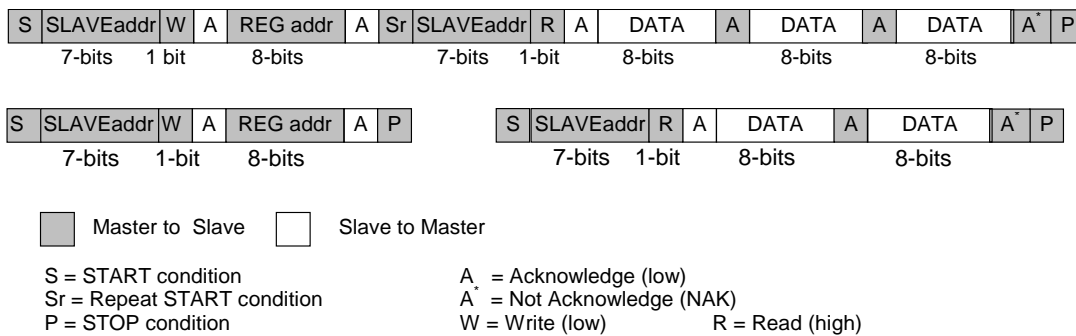 S SLAVEaddr W A REG addr A Sr SLAVEaddr R A DATA A DATA A DATA A* P
7-bits 1 bit 8-bits 7-bits 1-bit 8-bits 8-bits 8-bits
S SLAVEaddr W A REG addr A P S SLAVEaddr R A DATA A DATA A* P
7-bits 1-bit 8-bits 7-bits 1-bit 8-bits 8-bits
Master to Slave Slave to Master
S = START condition A = Acknowledge (low)
Sr = Repeat START condition A* = Not Acknowledge (NAK)
P = STOP condition W = Write (low) R = Read (high)